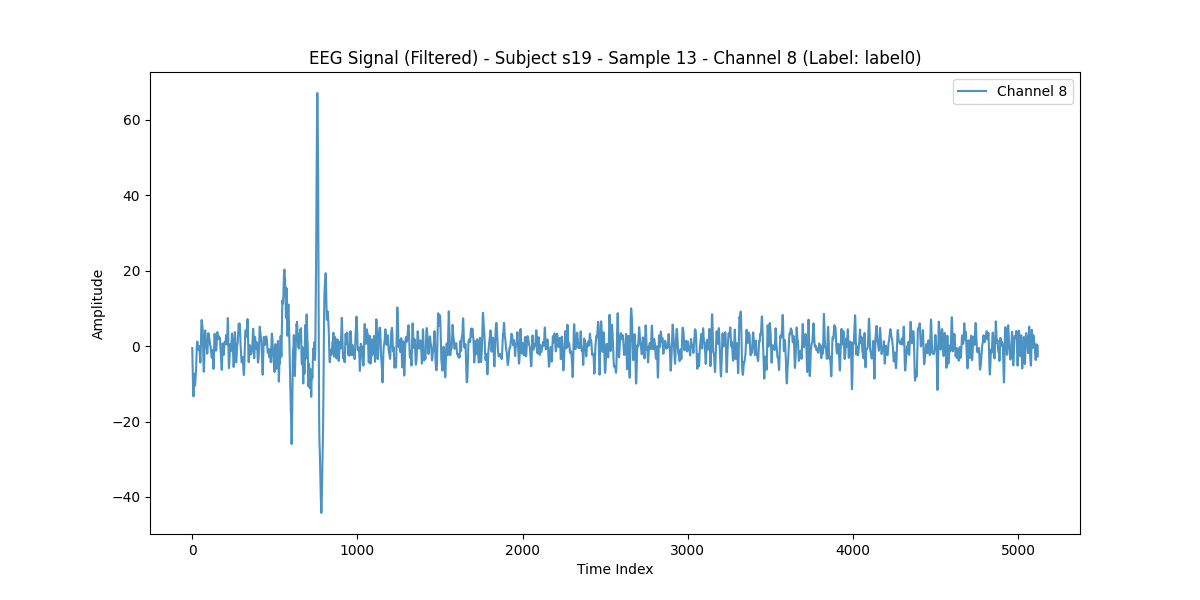 EEG Signal (Filtered) - Subject s19 - Sample 13 - Channel 8 (Label: label0)
Channel 8
60
40
20
0
−20
−40
Amplitude
0 1000 2000 3000 4000 5000
Time Index